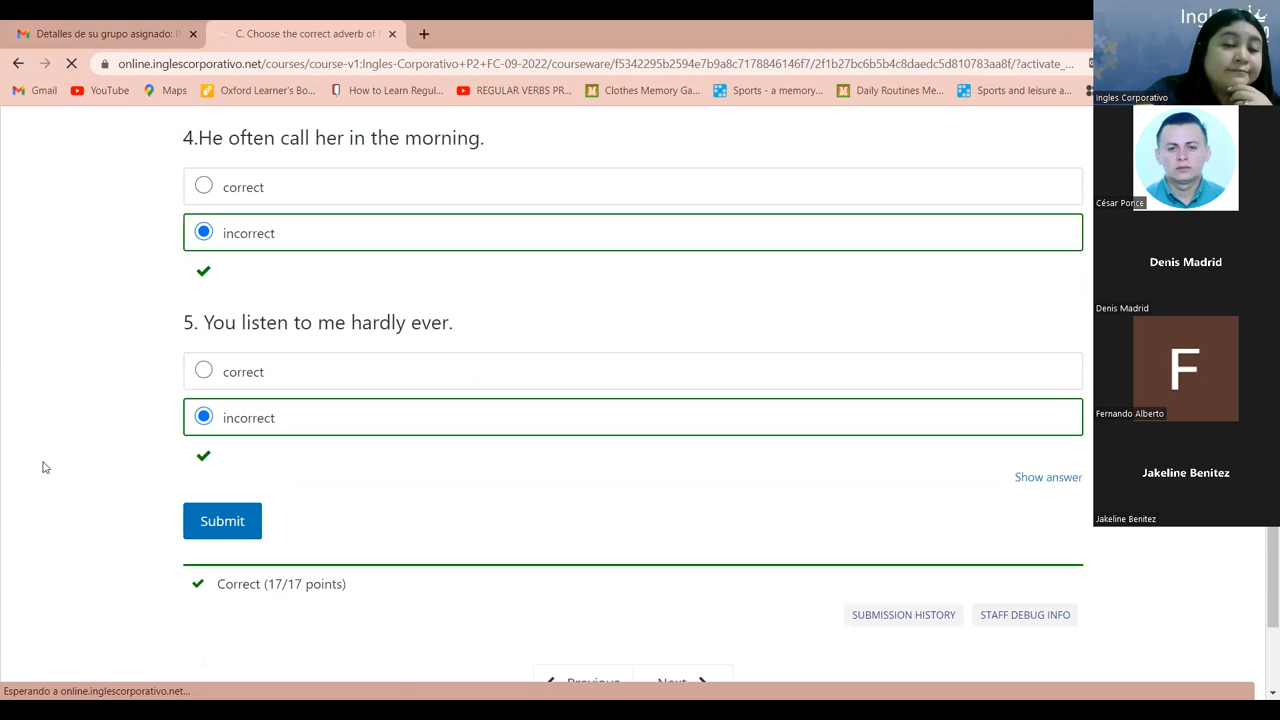 Detalles de su grupo asignado: I
C. Choose the correct adverb of f
online.inglescorporativo.net/courses/course-v1:Ingles-Corporativo+P2+FC-09-2022/courseware/f5342295b2594e7b9a8c7178846146f7/2f1b27bc6b5b4c8daedc5d810783aa8f/?activate_...
Gmail
YouTube
Maps
Oxford Learner's Bo...
How to Learn Regul...
REGULAR VERBS PR...
Clothes Memory Ga...
Sports - a memory...
Daily Routines Me...
Sports and leisure a...
4.He often call her in the morning.
correct
incorrect
5. You listen to me hardly ever.
correct
incorrect
Show answer
Submit
Correct (17/17 points)
SUBMISSION HISTORY
STAFF DEBUG INFO
Previous
Next
Esperando a online.inglescorporativo.net...
Ingles Corporativo
César Ponce
Denis Madrid
Denis Madrid
F
Fernando Alberto
Jakeline Benitez
Jakeline Benitez